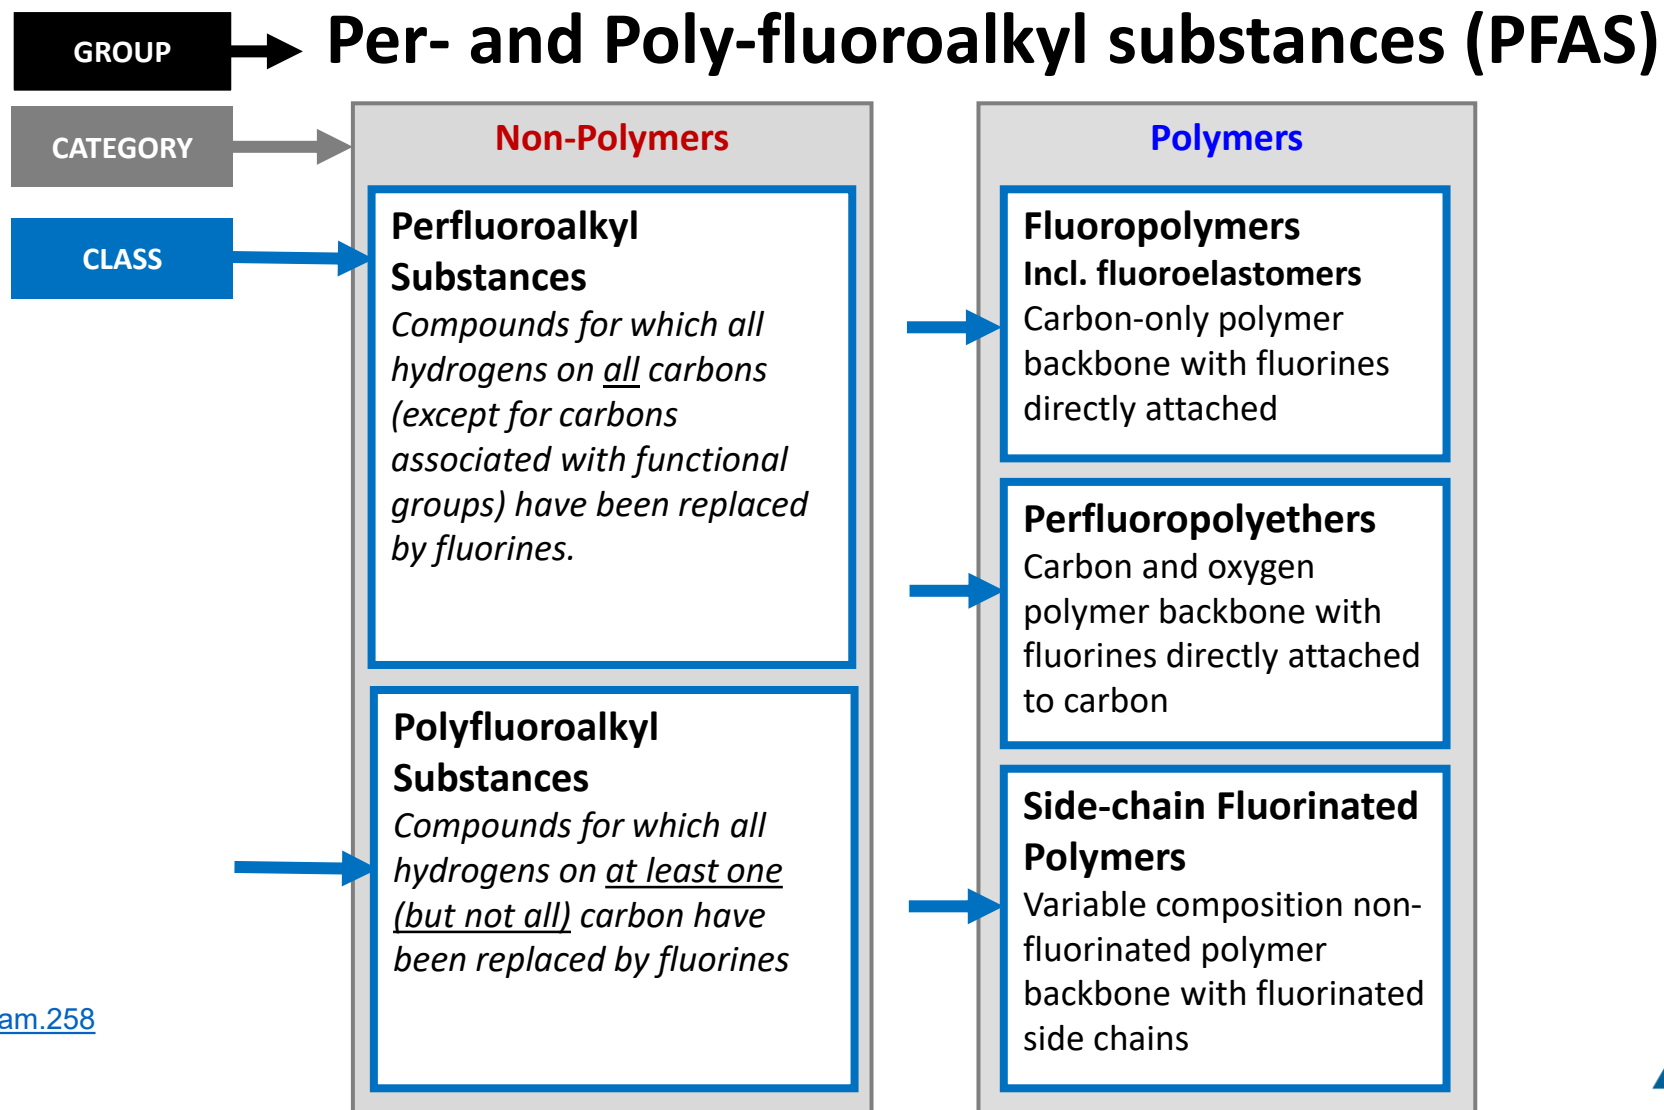 GROUP
Per- and Poly-fluoroalkyl substances (PFAS)
CATEGORY
CLASS
Non-Polymers
Perfluoroalkyl
Substances
Compounds for which all
hydrogens on all carbons
(except for carbons
associated with functional
groups) have been replaced
by fluorines.
Polyfluoroalkyl
Substances
Compounds for which all
hydrogens on at least one
(but not all) carbon have
been replaced by fluorines
Polymers
Fluoropolymers
Incl. fluoroelastomers
Carbon-only polymer
backbone with fluorines
directly attached
Perfluoropolyethers
Carbon and oxygen
polymer backbone with
fluorines directly attached
to carbon
Side-chain Fluorinated
Polymers
Variable composition non-
fluorinated polymer
backbone with fluorinated
side chains
am.258